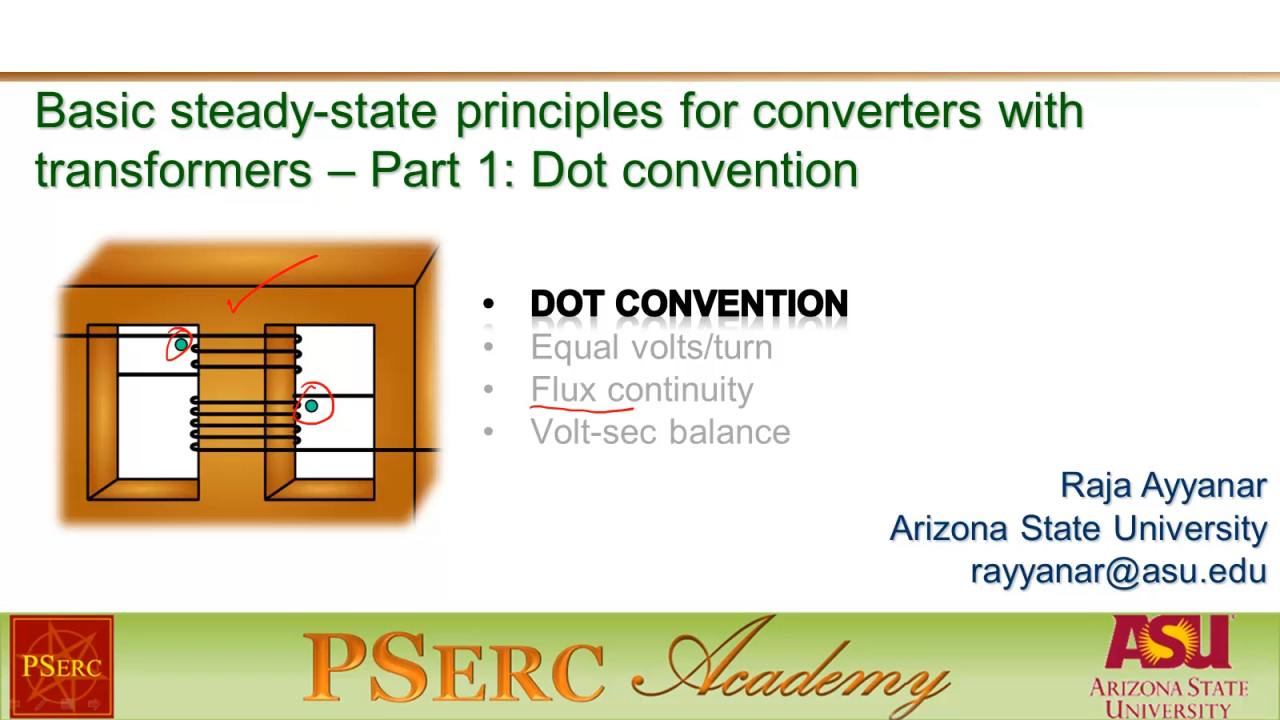 Basic steady-state principles for converters with
transformers – Part 1: Dot convention
• DOT CONVENTION
• Equal volts/turn
• Flux continuity
• Volt-sec balance
Raja Ayyanar
Arizona State University
rayyanar@asu.edu
PSERC
PSERC Academy
ASU
ARIZONA STATE
UNIVERSITY